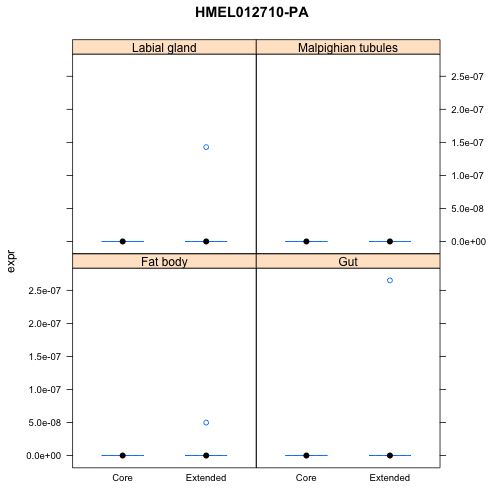 HMEL012710-PA
Labial gland
Malpighian tubules
2.5e-07
2.0e-07
1.5e-07
1.0e-07
5.0e-08
0.0e+00
expr
Fat body
Gut
2.5e-07
2.0e-07
1.5e-07
1.0e-07
5.0e-08
0.0e+00
Core
Extended
Core
Extended